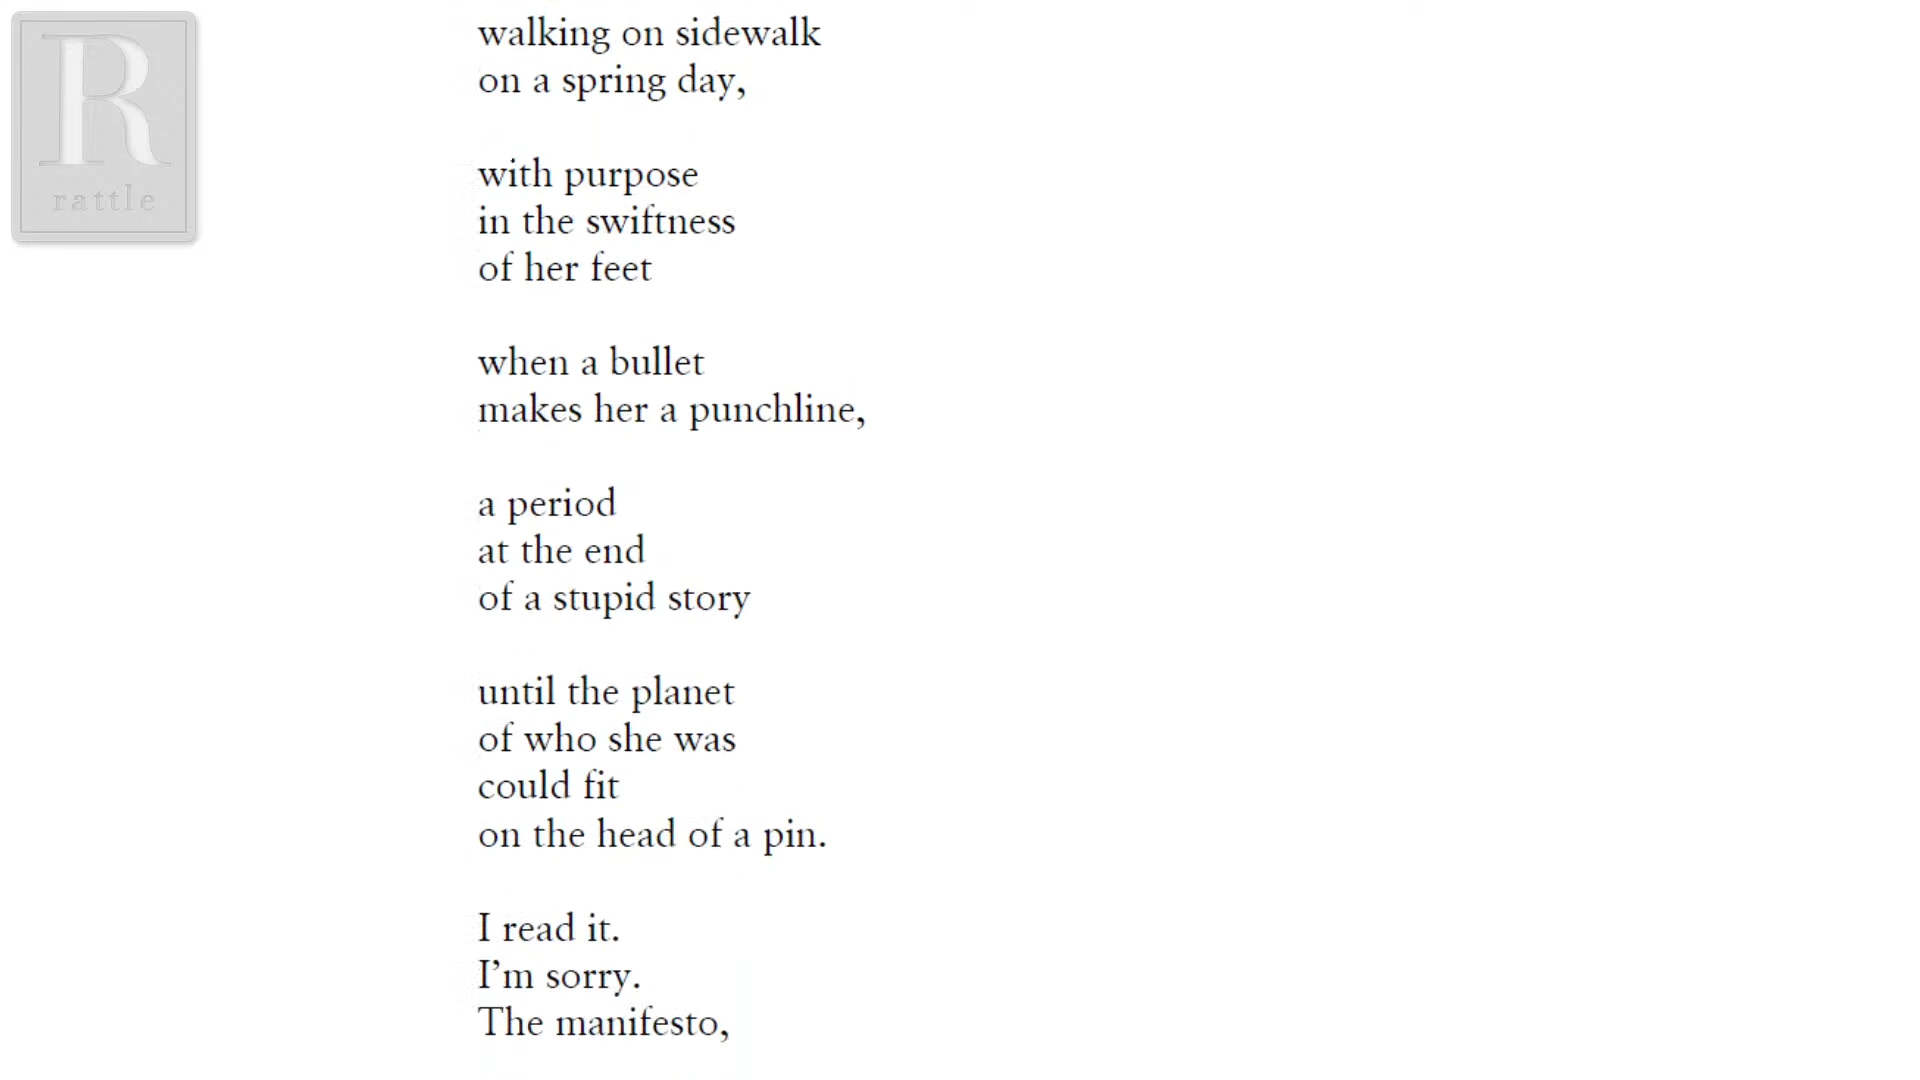 R
rattle
walking on sidewalk
on a spring day,
with purpose
in the swiftness
of her feet
when a bullet
makes her a punchline,
a period
at the end
of a stupid story
until the planet
of who she was
could fit
on the head of a pin.
I read it.
I’m sorry.
The manifesto,